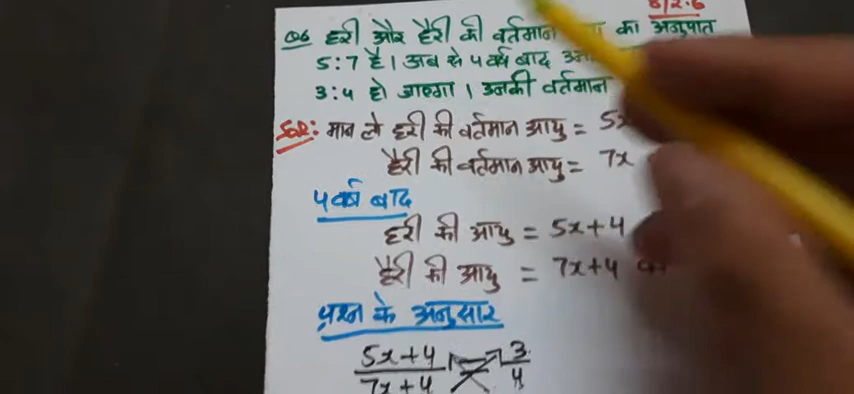 8/2.6
Q6 हरी और हैरी की वर्तमान का अनुपात
5:7 है। अब से 4 वर्ष बाद
3:4 हो जाएगा। उनकी वर्तमान
Sol: मान लो हरी की वर्तमान आयु = 5x
हैरी की वर्तमान आयु = 7x
4 वर्ष बाद
हरी की आयु = 5x+4
हैरी की आयु = 7x+4
प्रश्न के अनुसार
5x+4 = 3
7x+4 4